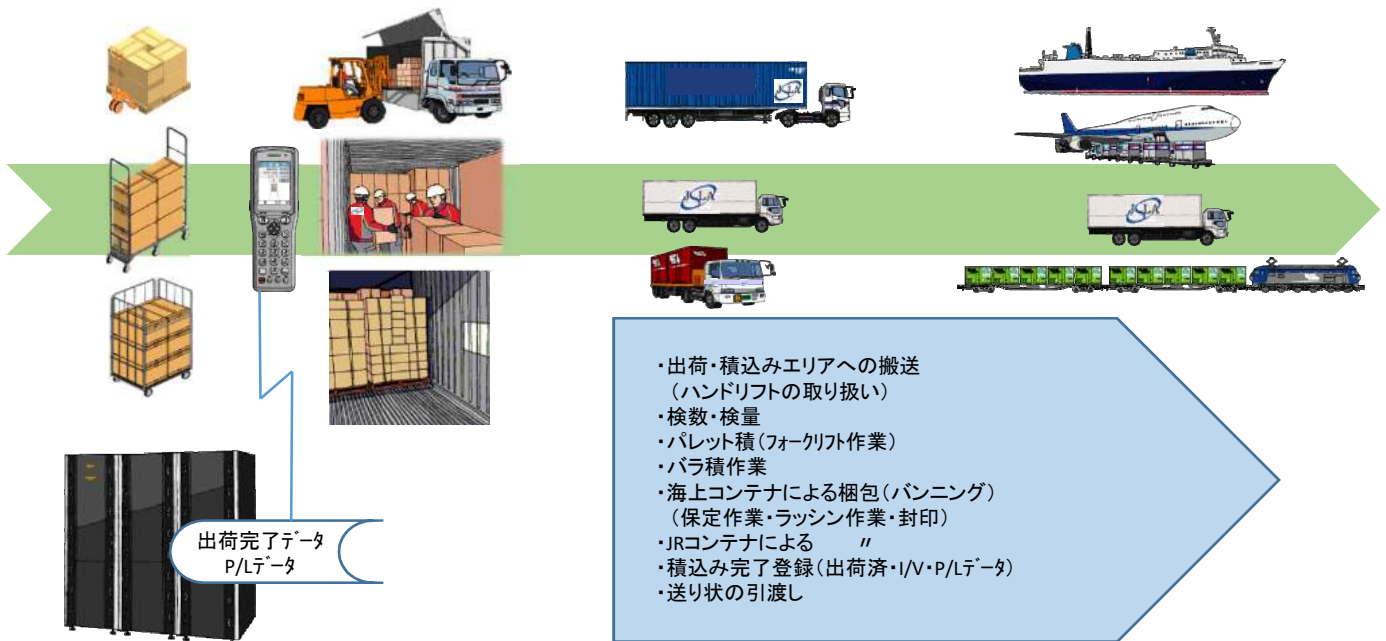 JSLA
JSLA
JSLA
出荷完了ﾃﾞｰﾀ
P/Lﾃﾞｰﾀ
・出荷・積込みエリアへの搬送
（ハンドリフトの取り扱い）
・検数・検量
・パレット積（ﾌｫｰｸﾘﾌﾄ作業）
・バラ積作業
・海上コンテナによる梱包（バンニング）
（保定作業・ラッシン作業・封印）
・JRコンテナによる　　〃
・積込み完了登録（出荷済・I/V・P/Lﾃﾞｰﾀ）
・送り状の引渡し